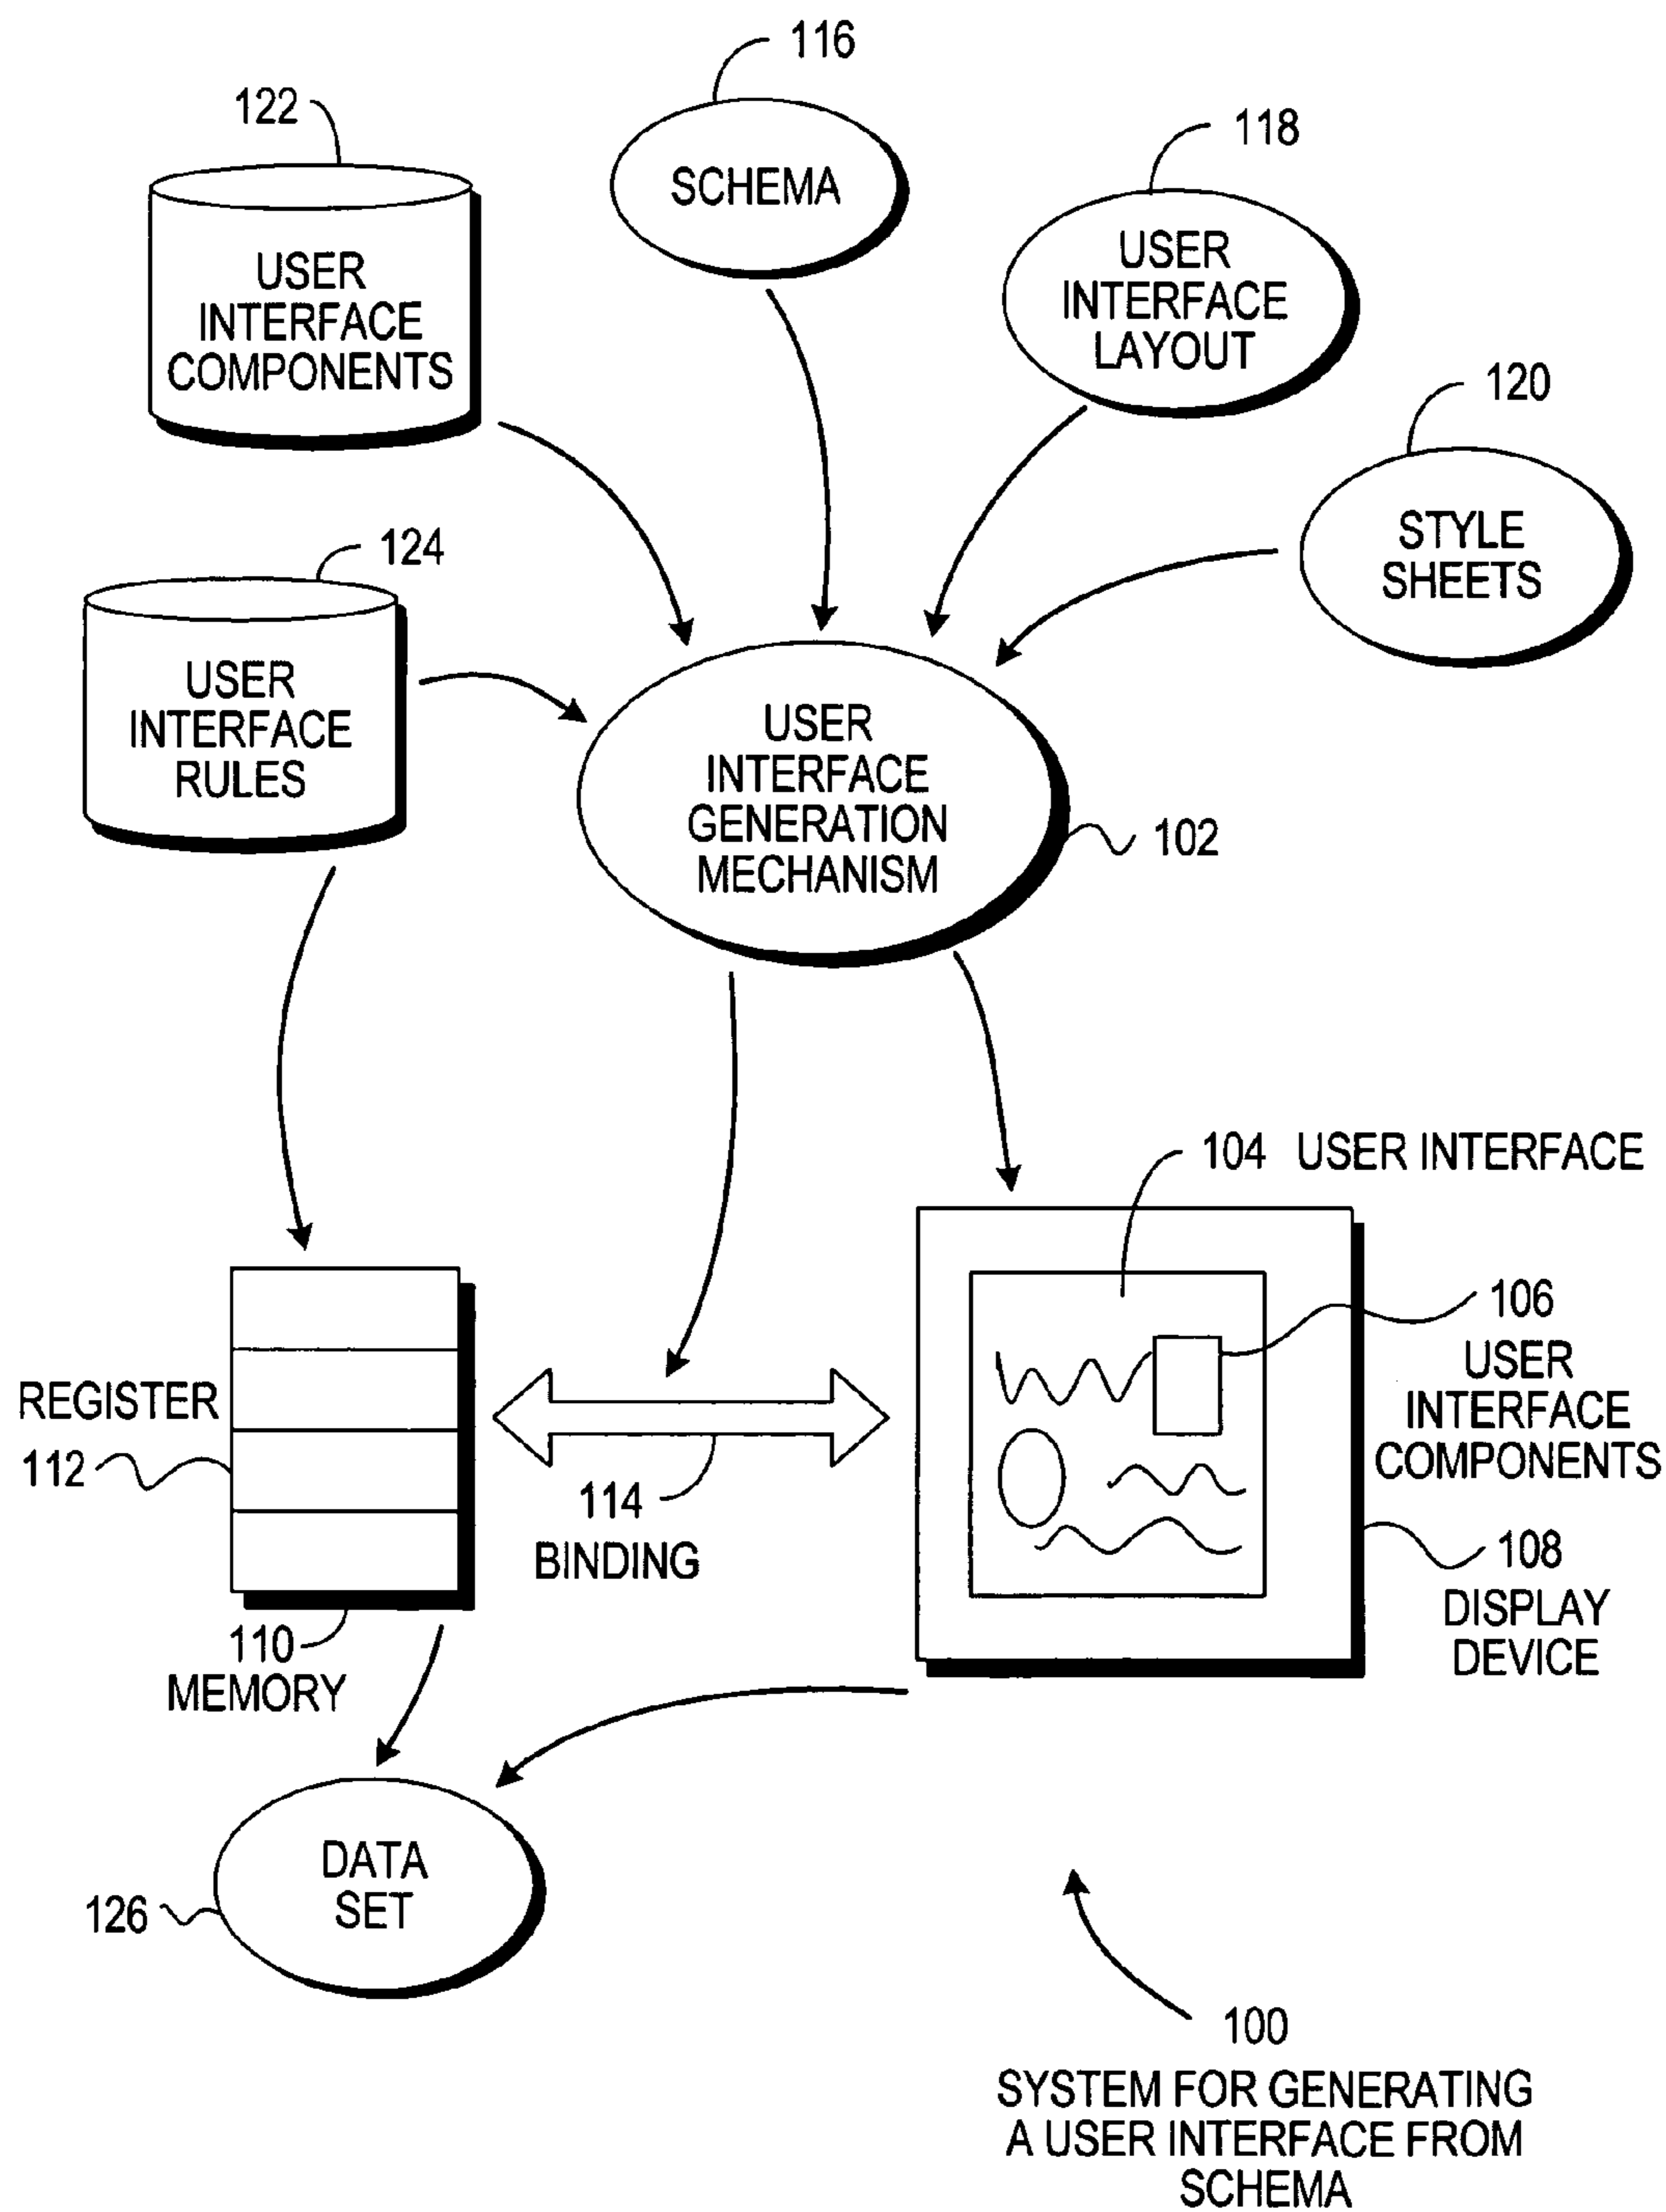 116
122
118
SCHEMA
USER
INTERFACE
COMPONENTS
USER
INTERFACE
LAYOUT
120
STYLE
SHEETS
124
USER
INTERFACE
RULES
USER
INTERFACE
GENERATION
MECHANISM
102
104 USER INTERFACE
106
USER
INTERFACE
COMPONENTS
REGISTER
112
114
BINDING
108
DISPLAY
DEVICE
110
MEMORY
DATA
SET
126
100
SYSTEM FOR GENERATING
A USER INTERFACE FROM
SCHEMA